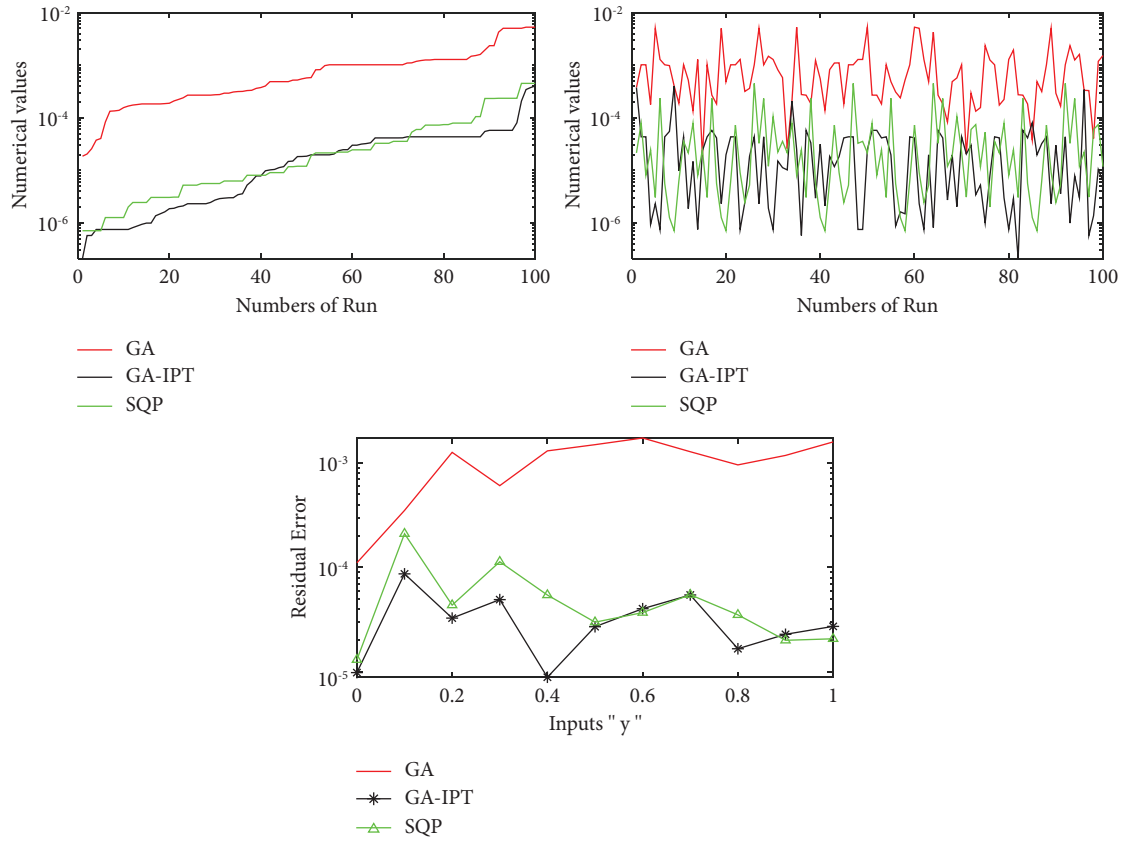 10^-2
10^-4
10^-6
Numerical values
0 20 40 60 80 100
Numbers of Run
GA
GA-IPT
SQP
10^-2
10^-4
10^-6
Numerical values
0 20 40 60 80 100
Numbers of Run
GA
GA-IPT
SQP
10^-3
10^-4
10^-5
Residual Error
0 0.2 0.4 0.6 0.8 1
Inputs " y "
GA
GA-IPT
SQP